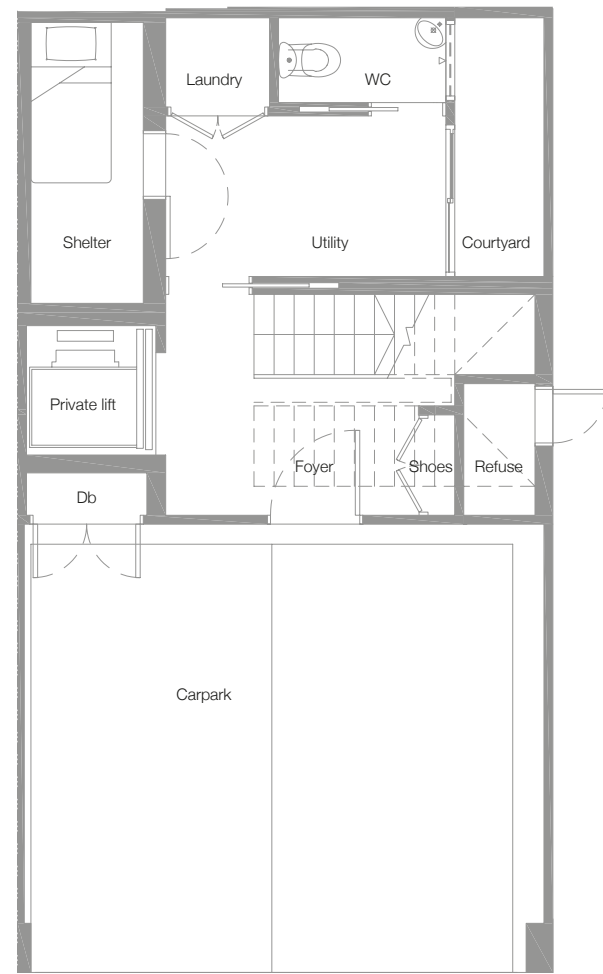 Laundry
WC
Shelter
Utility
Courtyard
Private lift
Foyer
Shoes
Refuse
Db
Carpark